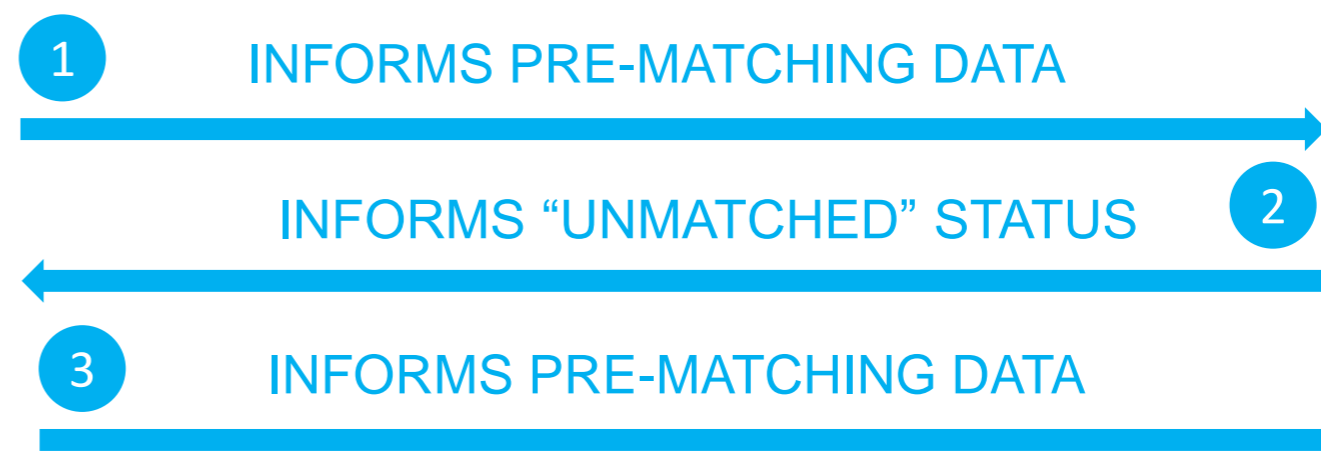 1 INFORMS PRE-MATCHING DATA
INFORMS “UNMATCHED” STATUS 2
3 INFORMS PRE-MATCHING DATA